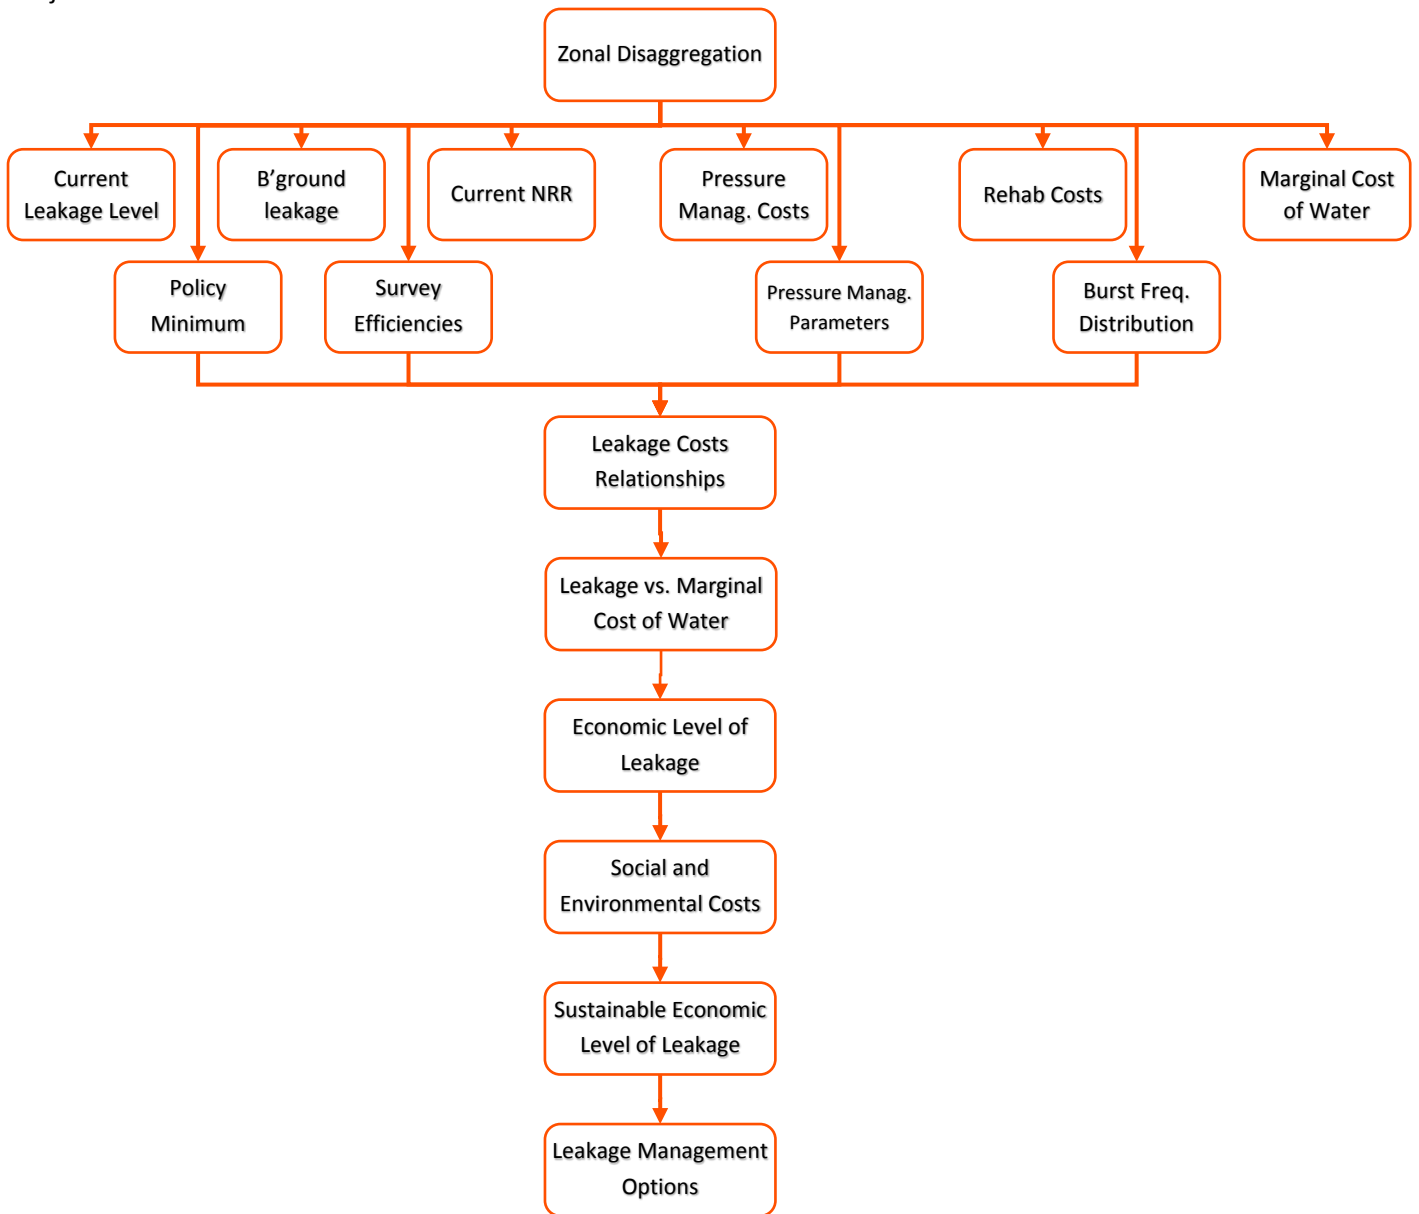 Zonal Disaggregation
Current
Leakage Level
B'ground
leakage
Current NRR
Pressure
Manag. Costs
Rehab Costs
Marginal Cost
of Water
Policy
Minimum
Survey
Efficiencies
Pressure Manag.
Parameters
Burst Freq.
Distribution
Leakage Costs
Relationships
Leakage vs. Marginal
Cost of Water
Economic Level of
Leakage
Social and
Environmental Costs
Sustainable Economic
Level of Leakage
Leakage Management
Options